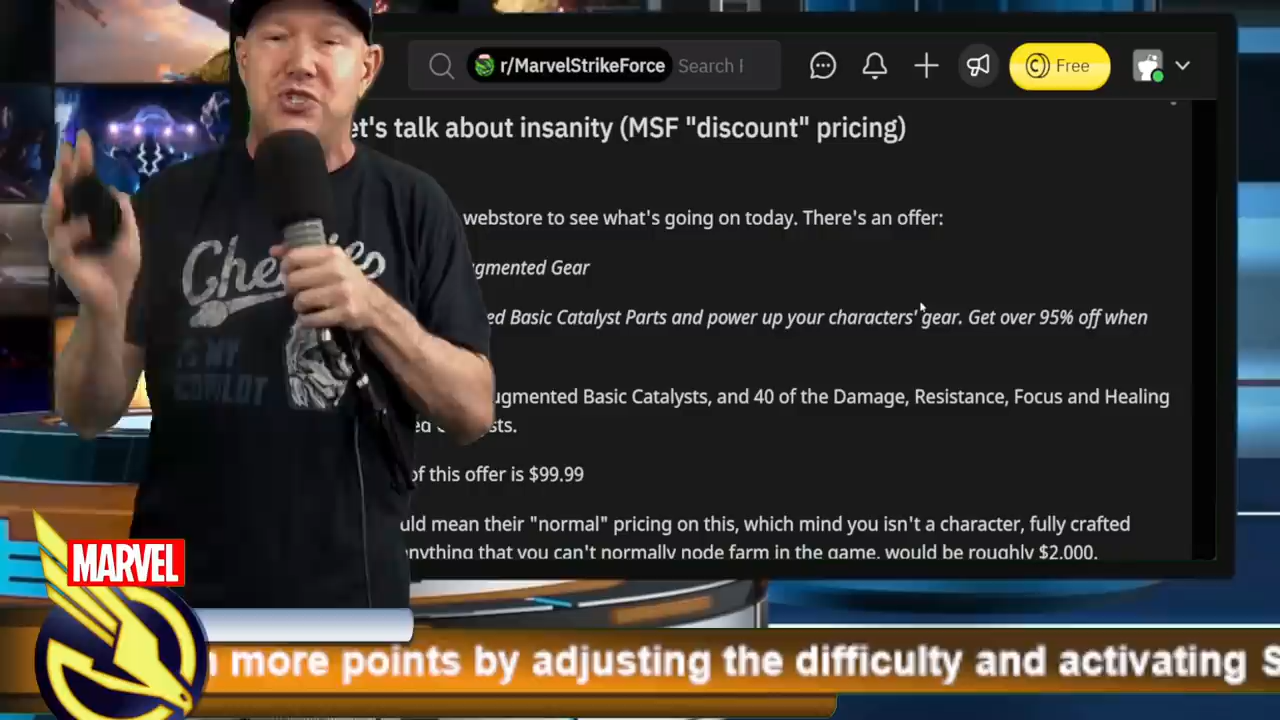 r/MarvelStrikeForce
Search
Free
et's talk about insanity (MSF "discount" pricing)
webstore to see what's going on today. There's an offer:
gmented Gear
ed Basic Catalyst Parts and power up your characters' gear. Get over 95% off when
ugmented Basic Catalysts, and 40 of the Damage, Resistance, Focus and Healing
of this offer is $99.99
uld mean their "normal" pricing on this, which mind you isn't a character, fully crafted
anything that you can't normally node farm in the game, would be roughly $2,000.
IS MY
COPILOT
MARVEL
more points by adjusting the difficulty and activating S